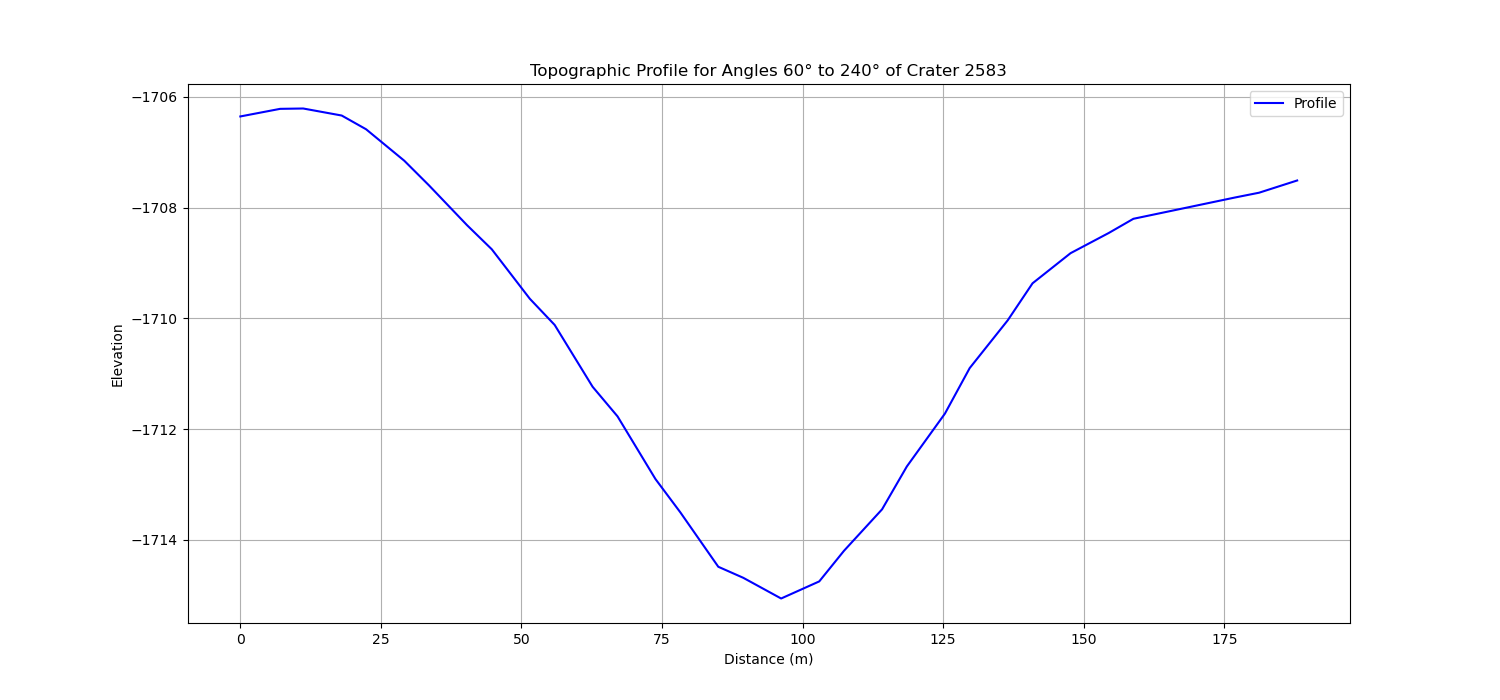 Topographic Profile for Angles 60° to 240° of Crater 2583
Profile
−1706
−1708
−1710
−1712
−1714
Elevation
0 25 50 75 100 125 150 175
Distance (m)